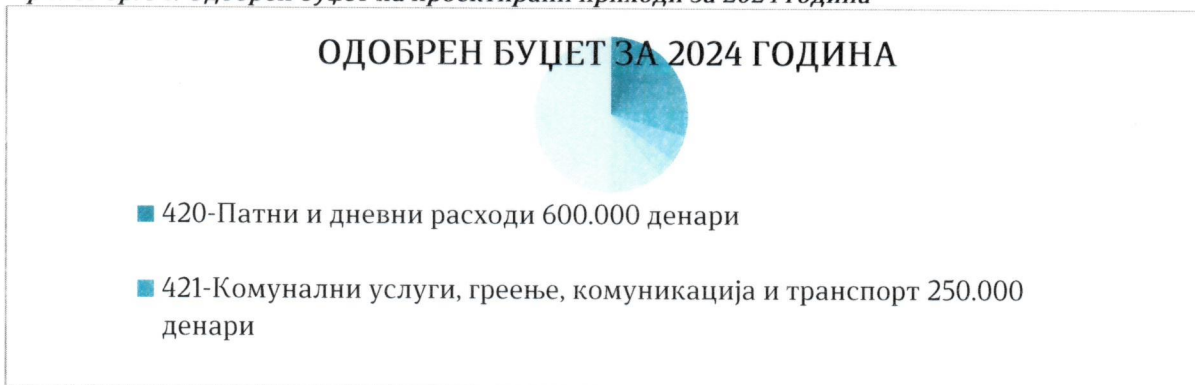 ОДОБРЕН БУЏЕТ ЗА 2024 ГОДИНА
420-Патни и дневни расходи 600.000 денари
421-Комунални услуги, греење, комуникација и транспорт 250.000
денари